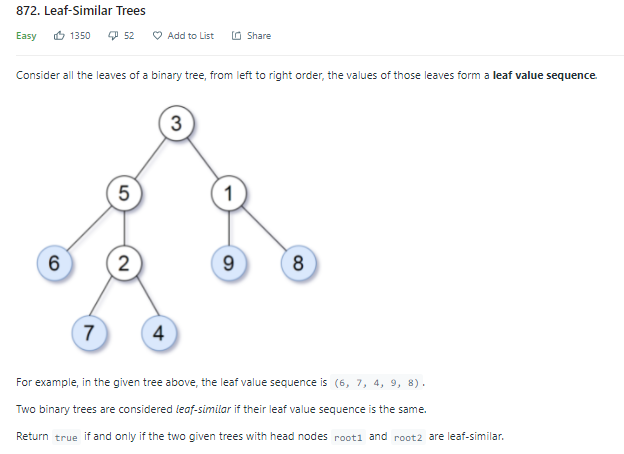 872. Leaf-Similar Trees
Easy 1350 52 Add to List Share
Consider all the leaves of a binary tree, from left to right order, the values of those leaves form a leaf value sequence.
3
5 1
6 2 9 8
7 4
For example, in the given tree above, the leaf value sequence is (6, 7, 4, 9, 8).
Two binary trees are considered leaf-similar if their leaf value sequence is the same.
Return true if and only if the two given trees with head nodes root1 and root2 are leaf-similar.